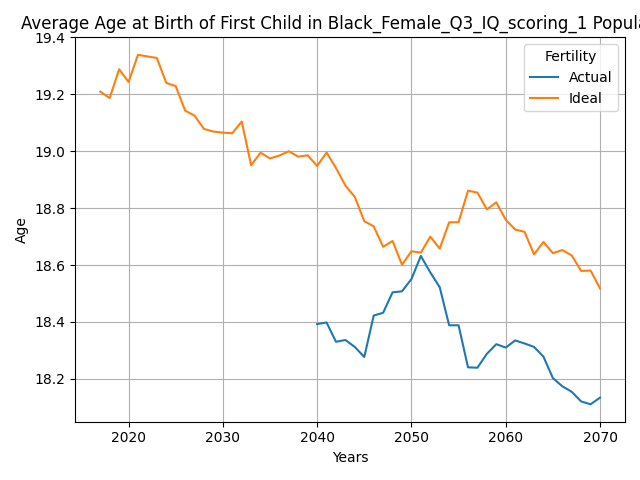 Average Age at Birth of First Child in Black_Female_Q3_IQ_scoring_1 Popula
19.4
19.2
19.0
18.8
18.6
18.4
18.2
Age
Fertility
Actual
Ideal
2020 2030 2040 2050 2060 2070
Years